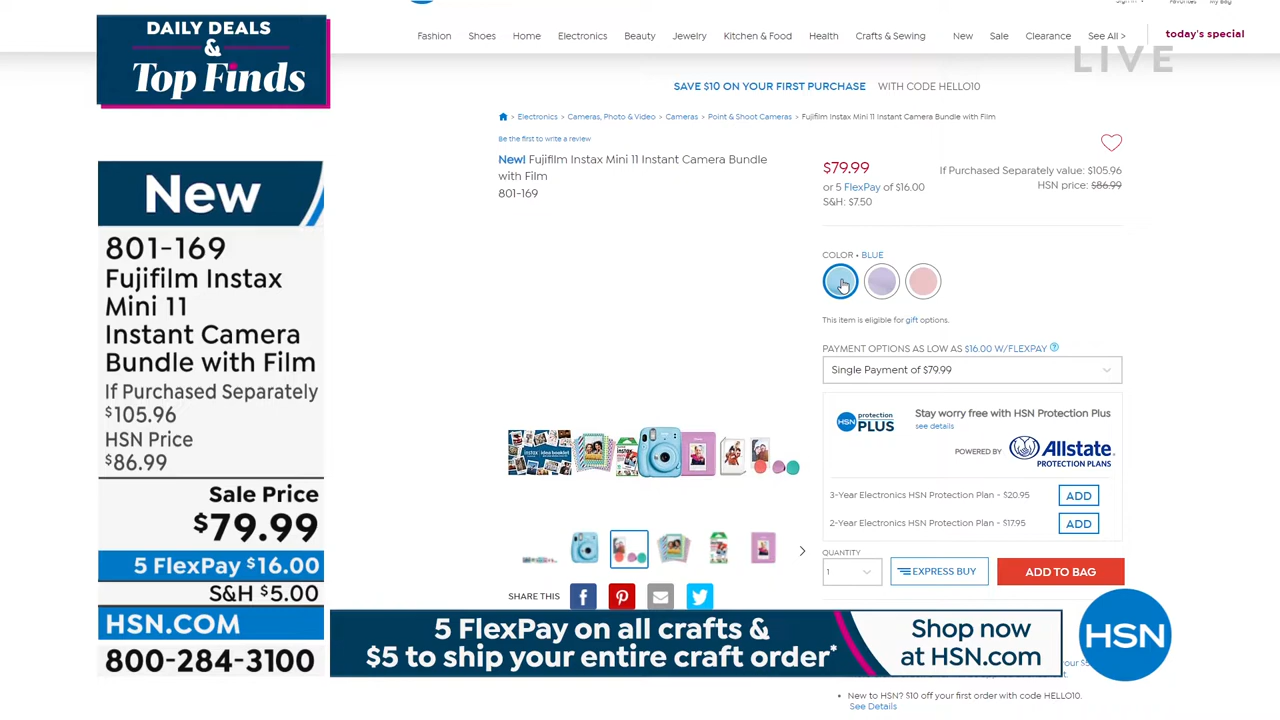 DAILY DEALS
&
Top Finds
Fashion Shoes Home Electronics Beauty Jewelry Kitchen & Food Health Crafts & Sewing New Sale Clearance See All > today's special
LIVE
SAVE $10 ON YOUR FIRST PURCHASE WITH CODE HELLO10
> Electronics > Cameras, Photo & Video > Cameras > Point & Shoot Cameras > Fujifilm Instax Mini 11 Instant Camera Bundle with Film
Be the first to write a review
New! Fujifilm Instax Mini 11 Instant Camera Bundle
with Film
801-169
$79.99
or 5 FlexPay of $16.00
S&H: $7.50
If Purchased Separately value: $105.96
HSN price: $86.99
COLOR • BLUE
This item is eligible for gift options.
PAYMENT OPTIONS AS LOW AS $16.00 W/FLEXPAY ?
Single Payment of $79.99
HSN protection PLUS
Stay worry free with HSN Protection Plus
see details
POWERED BY Allstate
PROTECTION PLANS
3-Year Electronics HSN Protection Plan - $20.95 ADD
2-Year Electronics HSN Protection Plan - $17.95 ADD
QUANTITY
1 EXPRESS BUY ADD TO BAG
SHARE THIS
New
801-169
Fujifilm Instax
Mini 11
Instant Camera
Bundle with Film
If Purchased Separately
$105.96
HSN Price
$86.99
Sale Price
$79.99
5 FlexPay $16.00
S&H $5.00
HSN.COM
800-284-3100
5 FlexPay on all crafts &
$5 to ship your entire craft order*
Shop now
at HSN.com
HSN
• New to HSN? $10 off your first order with code HELLO10.
See Details